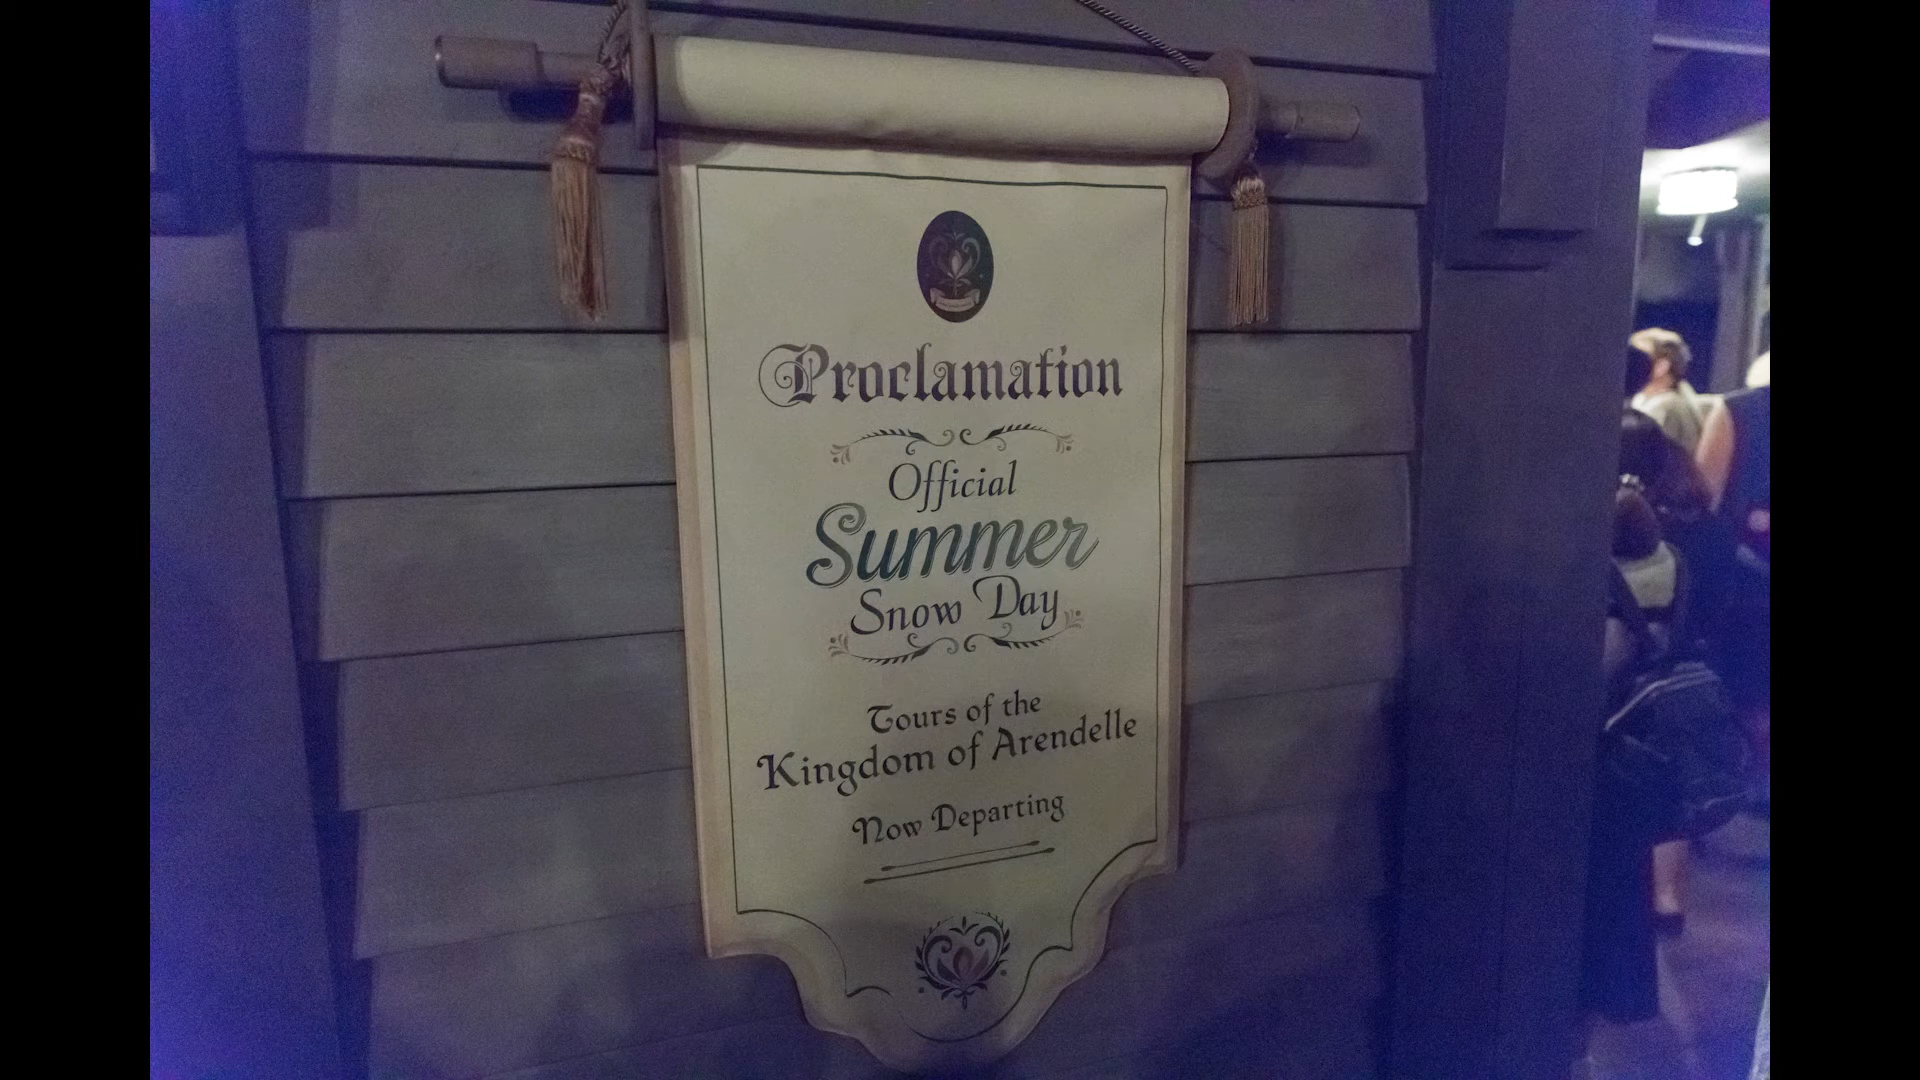 Proclamation
Official
Summer
Snow Day
Tours of the
Kingdom of Arendelle
Now Departing